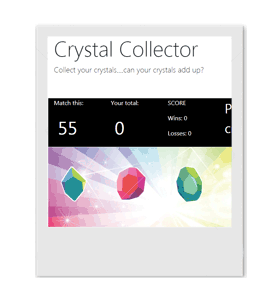 Crystal Collector
Collect your crystals....can your crystals add up?
Match this:
55
Your total:
0
SCORE
Wins: 0
Losses: 0